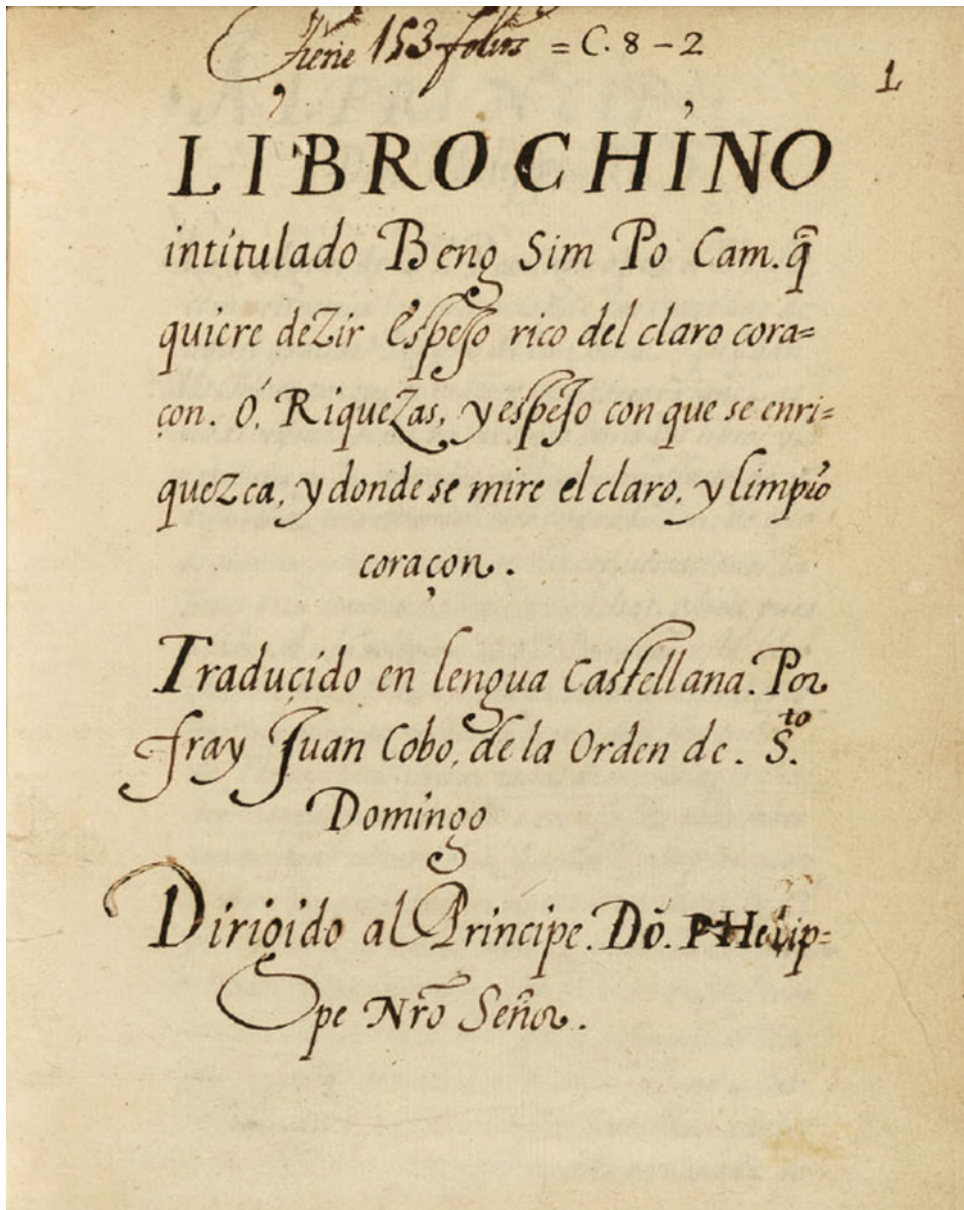 Tiene 153 folios = C. 8 - 2
1
LIBRO CHINO
intitulado Beng Sim Po Cam. q̃
quiere deZir Espejo rico del claro cora=
çon. Ó, RiqueZas, y espejo con que se enri=
queZca, y donde se mire el claro, y limpio
coraçon.
Traducido en lengua Castellana. Por
fray Juan Cobo, de la Orden de. S.to
Domingo
Dirigido al Principe. Dõ. PHelip=
pe Nrõ Señor.